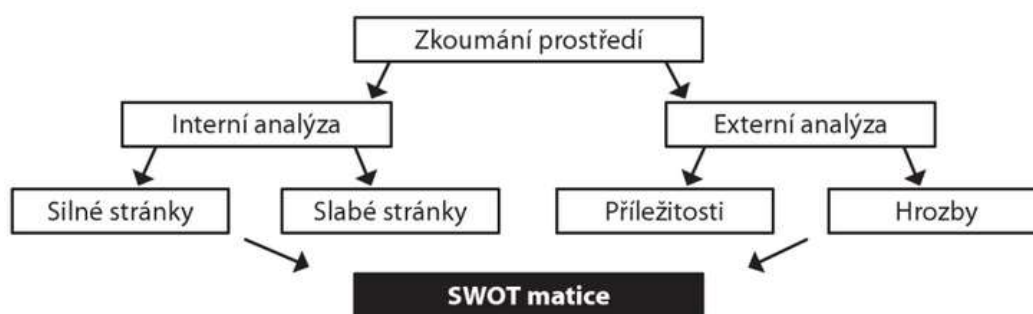 Zkoumání prostředí
Interní analýza
Externí analýza
Silné stránky
Slabé stránky
Příležitosti
Hrozby
SWOT matice